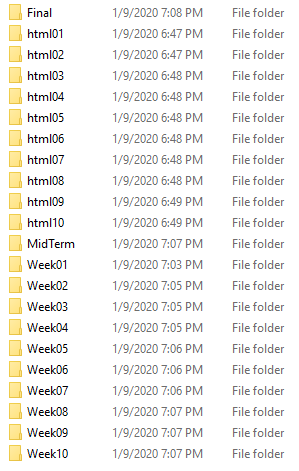 Final 1/9/2020 7:08 PM File folder
html01 1/9/2020 6:47 PM File folder
html02 1/9/2020 6:47 PM File folder
html03 1/9/2020 6:48 PM File folder
html04 1/9/2020 6:48 PM File folder
html05 1/9/2020 6:48 PM File folder
html06 1/9/2020 6:48 PM File folder
html07 1/9/2020 6:48 PM File folder
html08 1/9/2020 6:48 PM File folder
html09 1/9/2020 6:49 PM File folder
html10 1/9/2020 6:49 PM File folder
MidTerm 1/9/2020 7:07 PM File folder
Week01 1/9/2020 7:03 PM File folder
Week02 1/9/2020 7:05 PM File folder
Week03 1/9/2020 7:05 PM File folder
Week04 1/9/2020 7:05 PM File folder
Week05 1/9/2020 7:06 PM File folder
Week06 1/9/2020 7:06 PM File folder
Week07 1/9/2020 7:06 PM File folder
Week08 1/9/2020 7:07 PM File folder
Week09 1/9/2020 7:07 PM File folder
Week10 1/9/2020 7:07 PM File folder